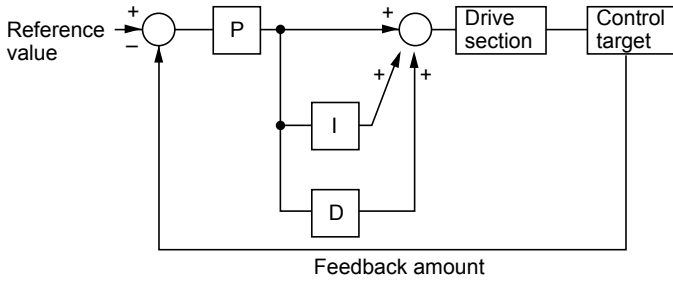 Reference
value
+
−
P
+
Drive
section
Control
target
+
+
I
D
Feedback amount